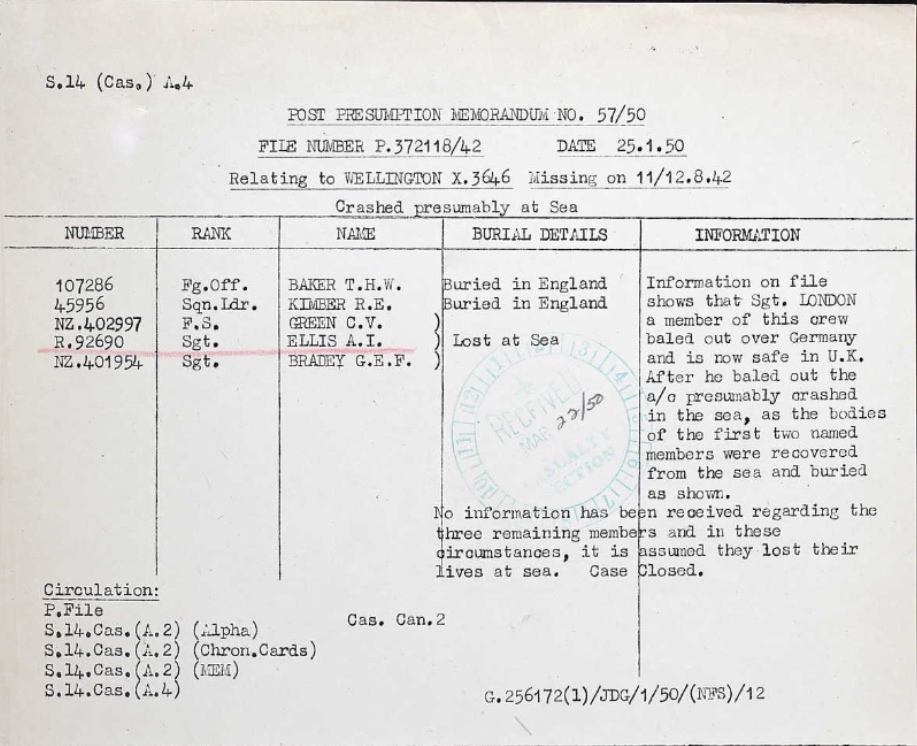 S.14 (Cas.) A.4
POST PRESUMPTION MEMORANDUM NO. 57/50
FILE NUMBER P.372118/42 DATE 25.1.50
Relating to WELLINGTON X.3646 Missing on 11/12.8.42
Crashed presumably at Sea
NUMBER RANK NAME BURIAL DETAILS INFORMATION
107286 Fg.Off. BAKER T.H.W. Buried in England
45956 Sqn.Ldr. KIMBER R.E. Buried in England
NZ.402997 F.S. GREEN C.V. )
R.92690 Sgt. ELLIS A.I. ) Lost at Sea
NZ.401954 Sgt. BRADEY G.E.F. )
Information on file
shows that Sgt. LONDON
a member of this crew
baled out over Germany
and is now safe in U.K.
After he baled out the
a/c presumably crashed
in the sea, as the bodies
of the first two named
members were recovered
from the sea and buried
as shown.
RECEIVED
MAR 22/50
CASUALTY
SECTION
No information has been received regarding the
three remaining members and in these
circumstances, it is assumed they lost their
lives at sea. Case Closed.
Circulation:
P.File
S.14.Cas.(A.2) (Alpha)
S.14.Cas.(A.2) (Chron.Cards)
S.14.Cas.(A.2) (MEM)
S.14.Cas.(A.4)
Cas. Can.2
G.256172(1)/JDG/1/50/(NFS)/12